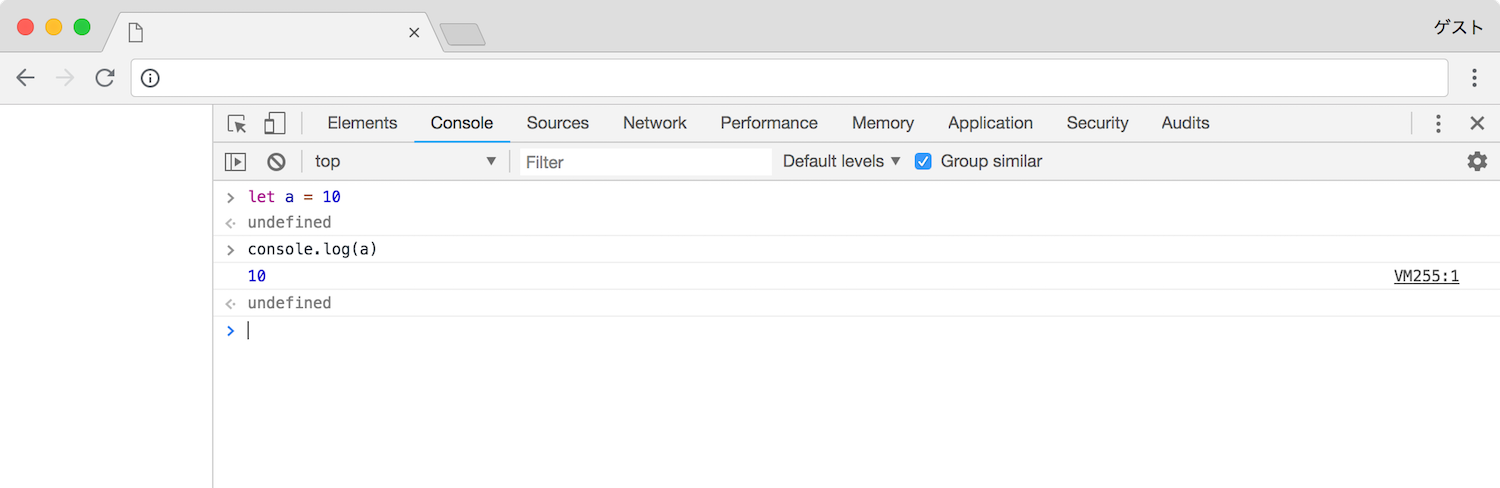 ゲスト
Elements Console Sources Network Performance Memory Application Security Audits
top Filter Default levels Group similar
let a = 10
undefined
console.log(a)
10 VM255:1
undefined